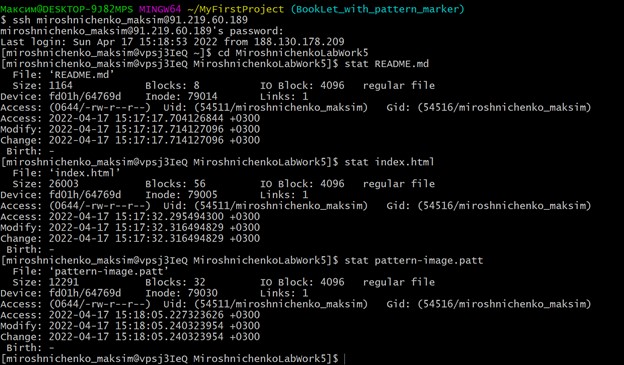 Максим@DESKTOP-9J82MPS MINGW64 ~/MyFirstProject (BookLet_with_pattern_marker)
$ ssh miroshnichenko_maksim@91.219.60.189
miroshnichenko_maksim@91.219.60.189's password:
Last login: Sun Apr 17 15:18:53 2022 from 188.130.178.209
[miroshnichenko_maksim@vpsj3IeQ ~]$ cd MiroshnichenkoLabWork5
[miroshnichenko_maksim@vpsj3IeQ MiroshnichenkoLabWork5]$ stat README.md
  File: ‘README.md’
  Size: 1164            Blocks: 8          IO Block: 4096   regular file
Device: fd01h/64769d    Inode: 79014       Links: 1
Access: (0644/-rw-r--r--)  Uid: (54511/miroshnichenko_maksim)   Gid: (54516/miroshnichenko_maksim)
Access: 2022-04-17 15:17:17.704126844 +0300
Modify: 2022-04-17 15:17:17.714127096 +0300
Change: 2022-04-17 15:17:17.714127096 +0300
 Birth: -
[miroshnichenko_maksim@vpsj3IeQ MiroshnichenkoLabWork5]$ stat index.html
  File: ‘index.html’
  Size: 26003           Blocks: 56         IO Block: 4096   regular file
Device: fd01h/64769d    Inode: 79005       Links: 1
Access: (0644/-rw-r--r--)  Uid: (54511/miroshnichenko_maksim)   Gid: (54516/miroshnichenko_maksim)
Access: 2022-04-17 15:17:32.295494300 +0300
Modify: 2022-04-17 15:17:32.316494829 +0300
Change: 2022-04-17 15:17:32.316494829 +0300
 Birth: -
[miroshnichenko_maksim@vpsj3IeQ MiroshnichenkoLabWork5]$ stat pattern-image.patt
  File: ‘pattern-image.patt’
  Size: 12291           Blocks: 32         IO Block: 4096   regular file
Device: fd01h/64769d    Inode: 79030       Links: 1
Access: (0644/-rw-r--r--)  Uid: (54511/miroshnichenko_maksim)   Gid: (54516/miroshnichenko_maksim)
Access: 2022-04-17 15:18:05.227323626 +0300
Modify: 2022-04-17 15:18:05.240323954 +0300
Change: 2022-04-17 15:18:05.240323954 +0300
 Birth: -
[miroshnichenko_maksim@vpsj3IeQ MiroshnichenkoLabWork5]$